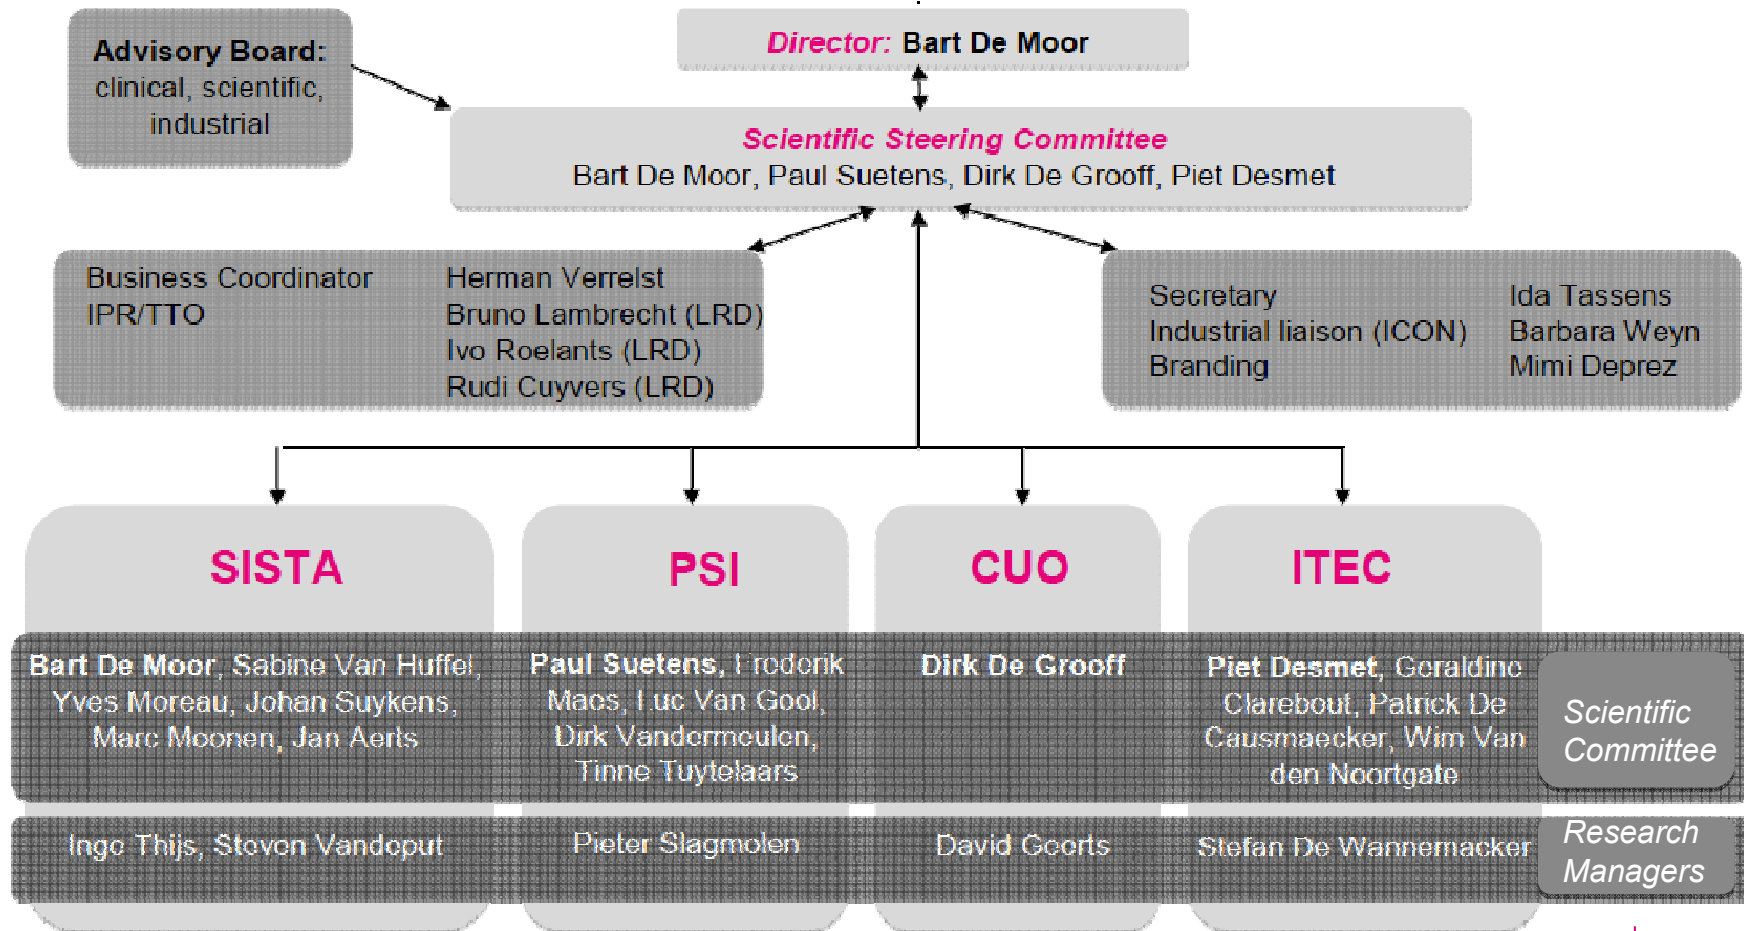 Advisory Board:
clinical, scientific,
industrial
Director: Bart De Moor
Scientific Steering Committee
Bart De Moor, Paul Suetens, Dirk De Grooff, Piet Desmet
Business Coordinator Herman Verrelst
IPR/TTO Bruno Lambrecht (LRD)
Ivo Roelants (LRD)
Rudi Cuyvers (LRD)
Secretary Ida Tassens
Industrial liaison (ICON) Barbara Weyn
Branding Mimi Deprez
SISTA
PSI
CUO
ITEC
Bart De Moor, Sabine Van Huffel,
Yves Moreau, Johan Suykens,
Marc Moonen, Jan Aerts
Paul Suetens, Frederik
Maes, Luc Van Gool,
Dirk Vandermeulen,
Tinne Tuytelaars
Dirk De Grooff
Piet Desmet, Geraldine
Clarebout, Patrick De
Causmaecker, Wim Van
den Noortgate
Scientific
Committee
Inge Thijs, Steven Vandeput
Pieter Slagmolen
David Geerts
Stefan De Wannemacker
Research
Managers